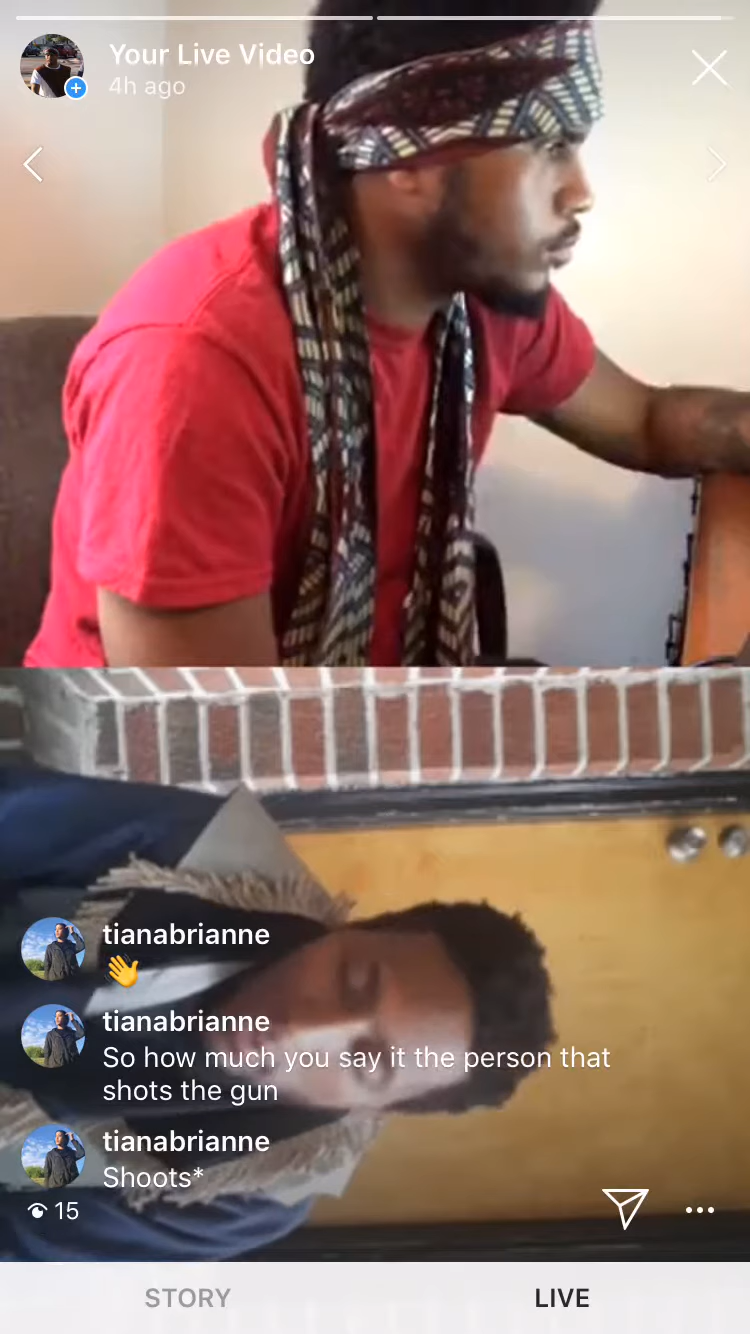 Your Live Video
4h ago
tianabrianne
👋
tianabrianne
So how much you say it the person that
shots the gun
tianabrianne
Shoots*
15
STORY
LIVE